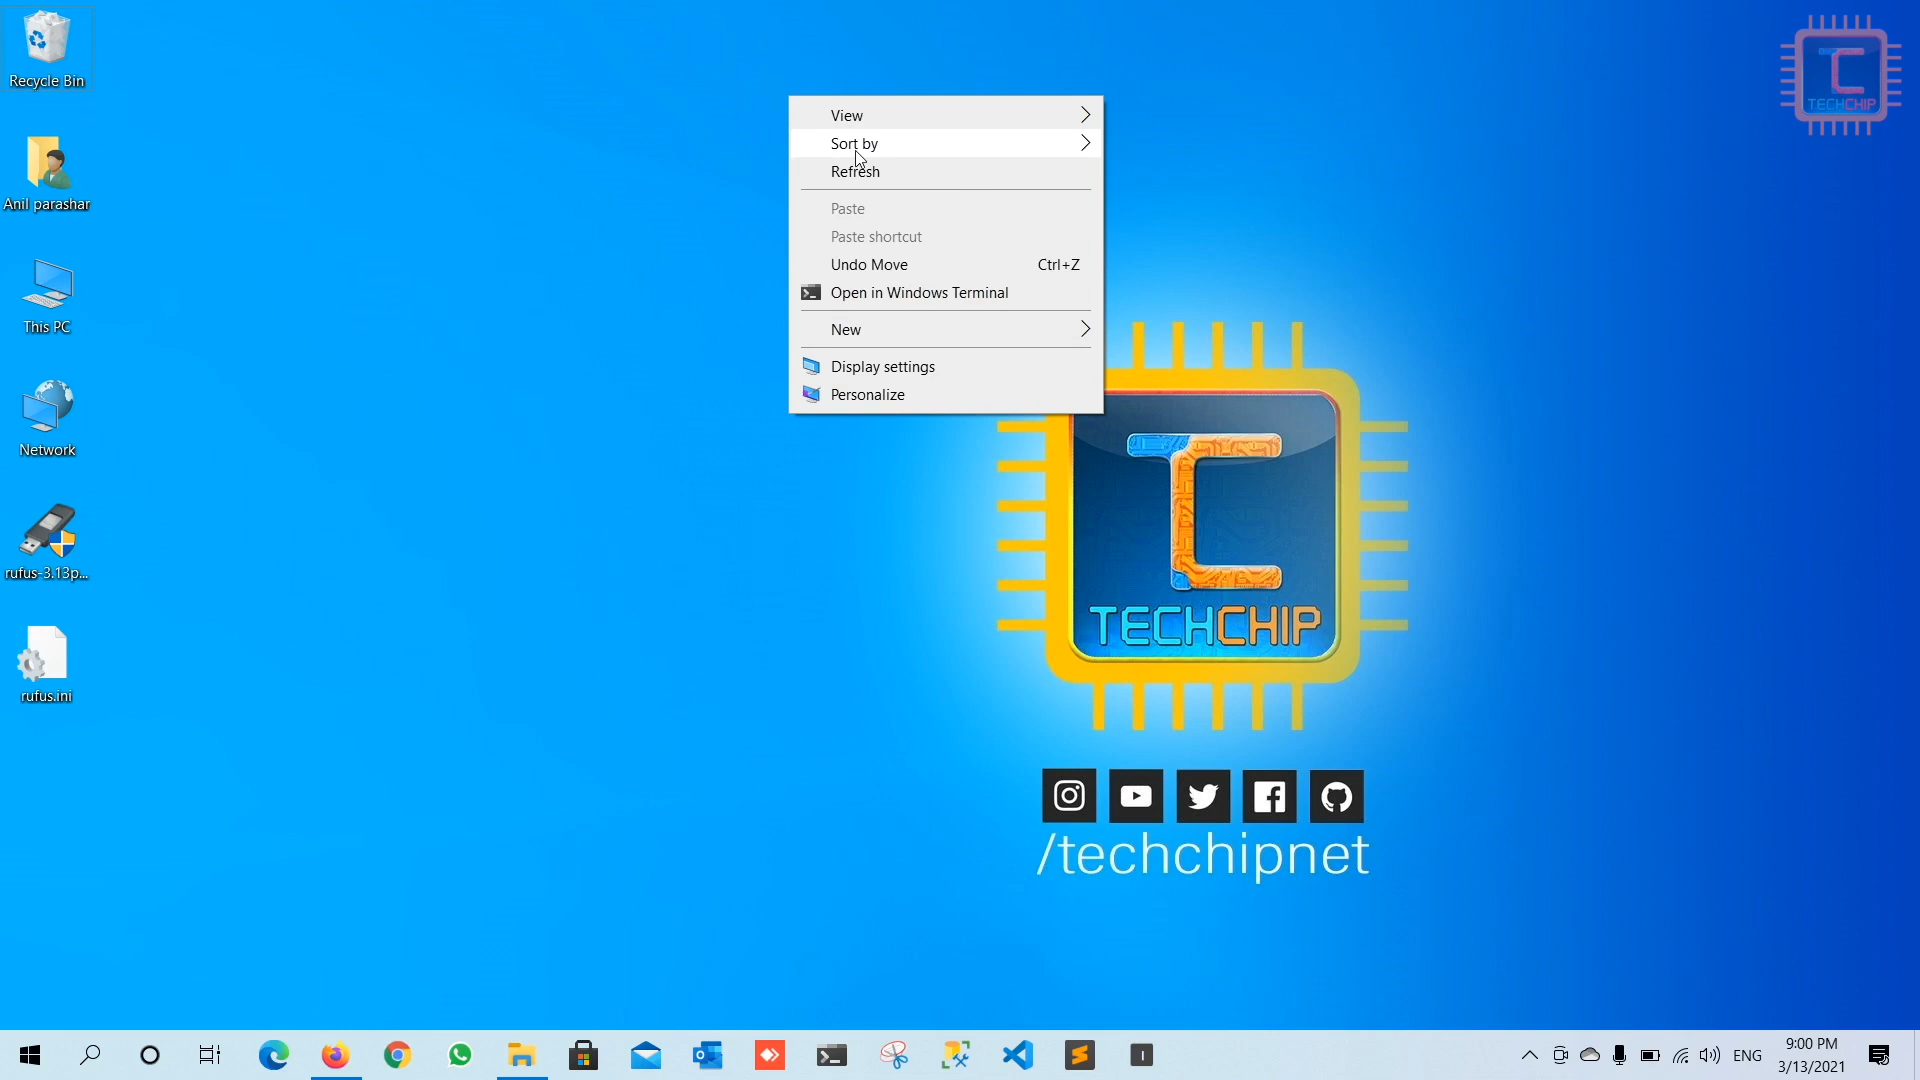 Recycle Bin
Anil parashar
This PC
Network
rufus-3.13p...
rufus.ini
View
Sort by
Refresh
Paste
Paste shortcut
Undo Move Ctrl+Z
Open in Windows Terminal
New
Display settings
Personalize
TECHCHIP
TECHCHIP
/techchipnet
ENG
9:00 PM
3/13/2021